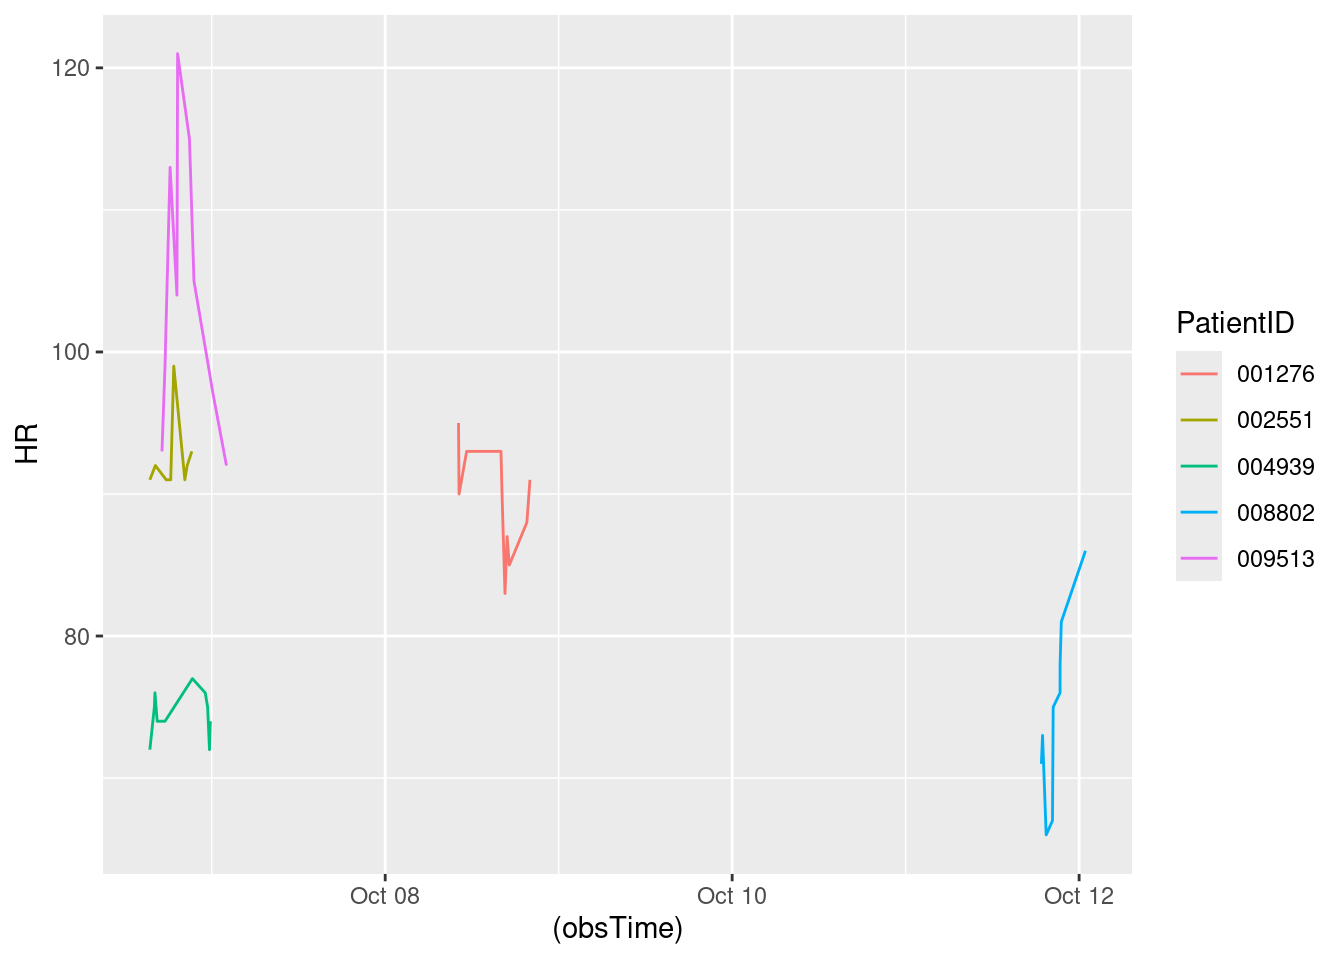 120
100
80
HR
Oct 08
Oct 10
Oct 12
(obsTime)
PatientID
001276
002551
004939
008802
009513